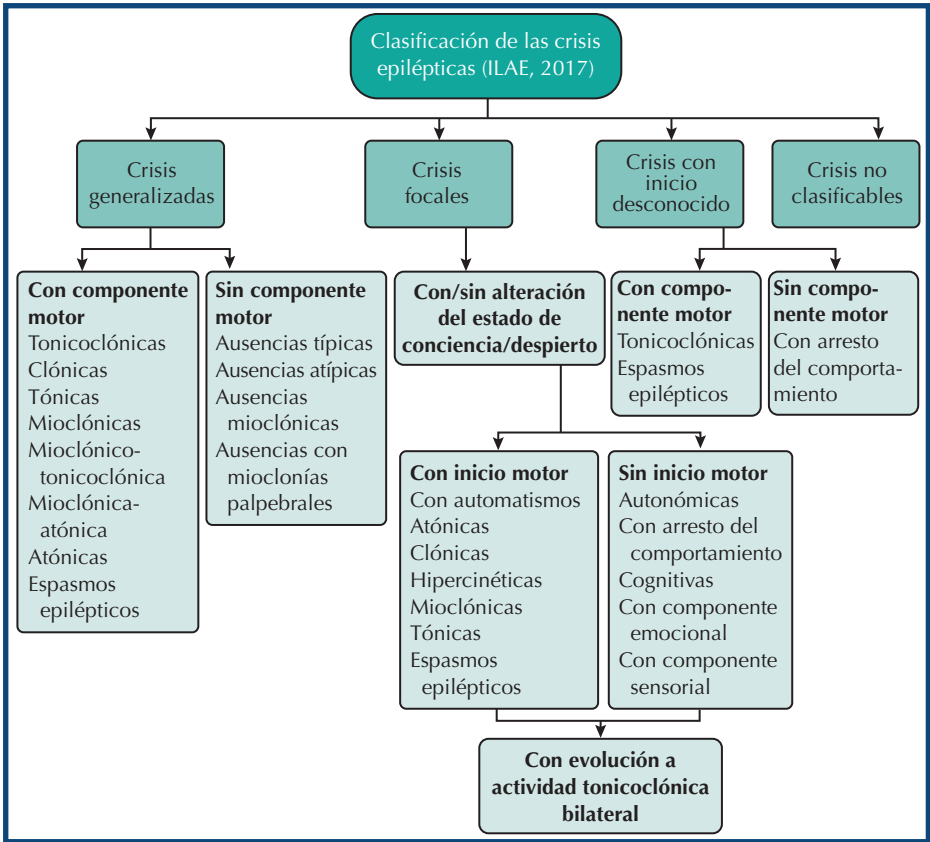 Clasificación de las crisis
epilépticas (ILAE, 2017)
Crisis
generalizadas
Crisis
focales
Crisis con
inicio
desconocido
Crisis no
clasificables
Con componente
motor
Tonicoclónicas
Clónicas
Tónicas
Mioclónicas
Mioclónico-
tonicoclónica
Mioclónica-
atónica
Atónicas
Espasmos
epilépticos
Sin componente
motor
Ausencias típicas
Ausencias atípicas
Ausencias
mioclónicas
Ausencias con
mioclonías
palpebrales
Con/sin alteración
del estado de
conciencia/despierto
Con compo-
nente motor
Tonicoclónicas
Espasmos
epilépticos
Sin compo-
nente motor
Con arresto
del comporta-
miento
Con inicio motor
Con automatismos
Atónicas
Clónicas
Hipercinéticas
Mioclónicas
Tónicas
Espasmos
epilépticos
Sin inicio motor
Autonómicas
Con arresto del
comportamiento
Cognitivas
Con componente
emocional
Con componente
sensorial
Con evolución a
actividad tonicoclónica
bilateral